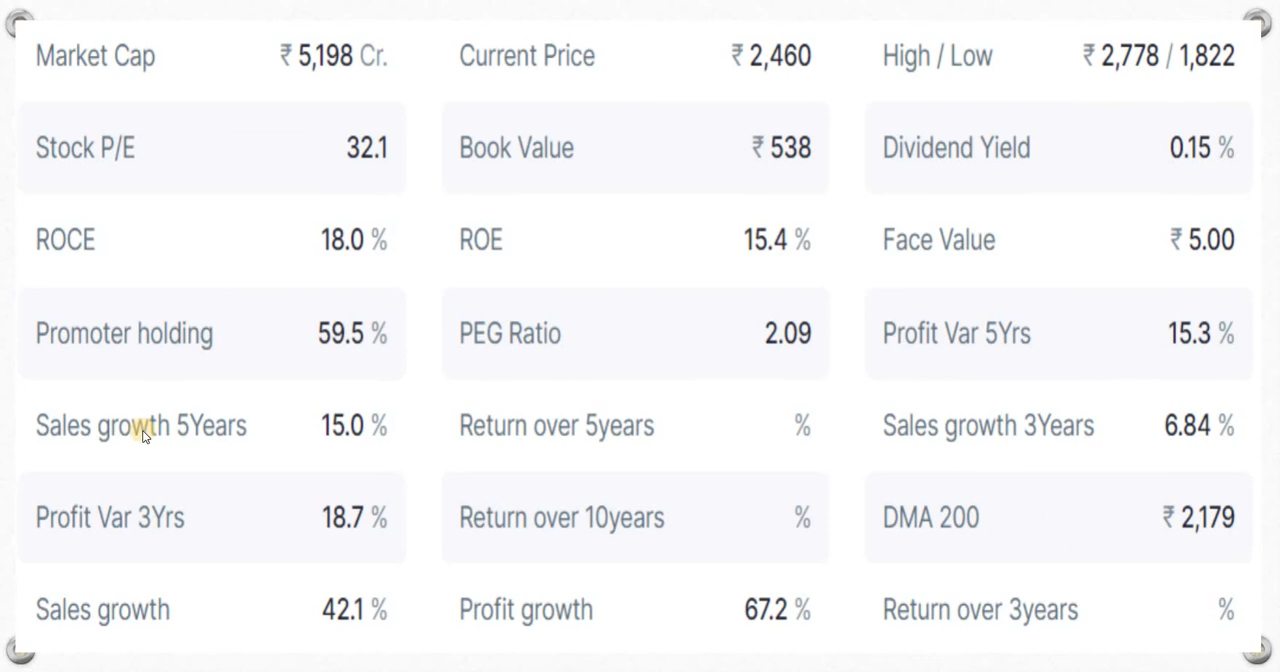 Market Cap ₹ 5,198 Cr. Current Price ₹ 2,460 High / Low ₹ 2,778 / 1,822
Stock P/E 32.1 Book Value ₹ 538 Dividend Yield 0.15 %
ROCE 18.0 % ROE 15.4 % Face Value ₹ 5.00
Promoter holding 59.5 % PEG Ratio 2.09 Profit Var 5Yrs 15.3 %
Sales growth 5Years 15.0 % Return over 5years % Sales growth 3Years 6.84 %
Profit Var 3Yrs 18.7 % Return over 10years % DMA 200 ₹ 2,179
Sales growth 42.1 % Profit growth 67.2 % Return over 3years %